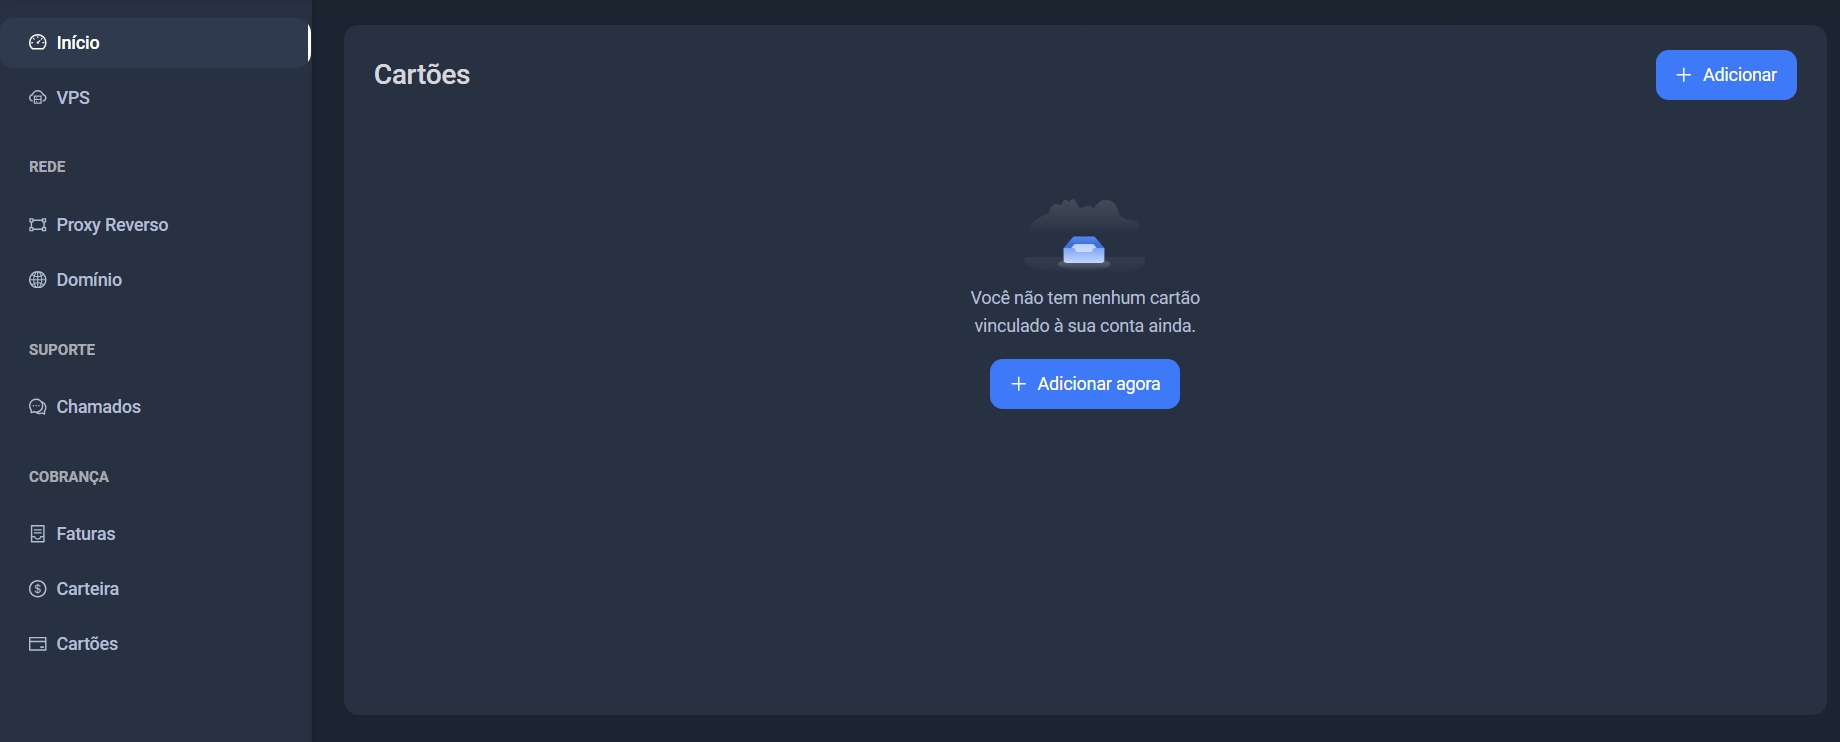 Início
VPS
REDE
Proxy Reverso
Domínio
SUPORTE
Chamados
COBRANÇA
Faturas
Carteira
Cartões
Cartões
Adicionar
Você não tem nenhum cartão
vinculado à sua conta ainda.
Adicionar agora